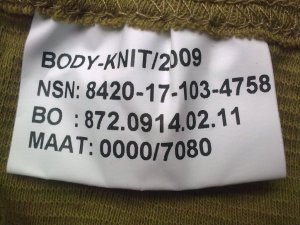 BODY-KNIT/2009
NSN: 8420-17-103-4758
BO : 872.0914.02.11
MAAT: 0000/7080